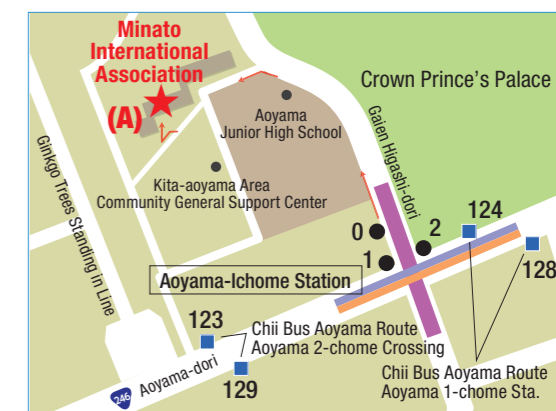 Minato
International
Association
(A)
Crown Prince's Palace
Aoyama
Junior High School
Gaien Higashi-dori
Ginkgo Trees Standing in Line
Kita-aoyama Area
Community General Support Center
0
1
2
124
128
Aoyama-Ichome Station
123
Chii Bus Aoyama Route
Aoyama 2-chome Crossing
129
Chii Bus Aoyama Route
Aoyama 1-chome Sta.
246
Aoyama-dori